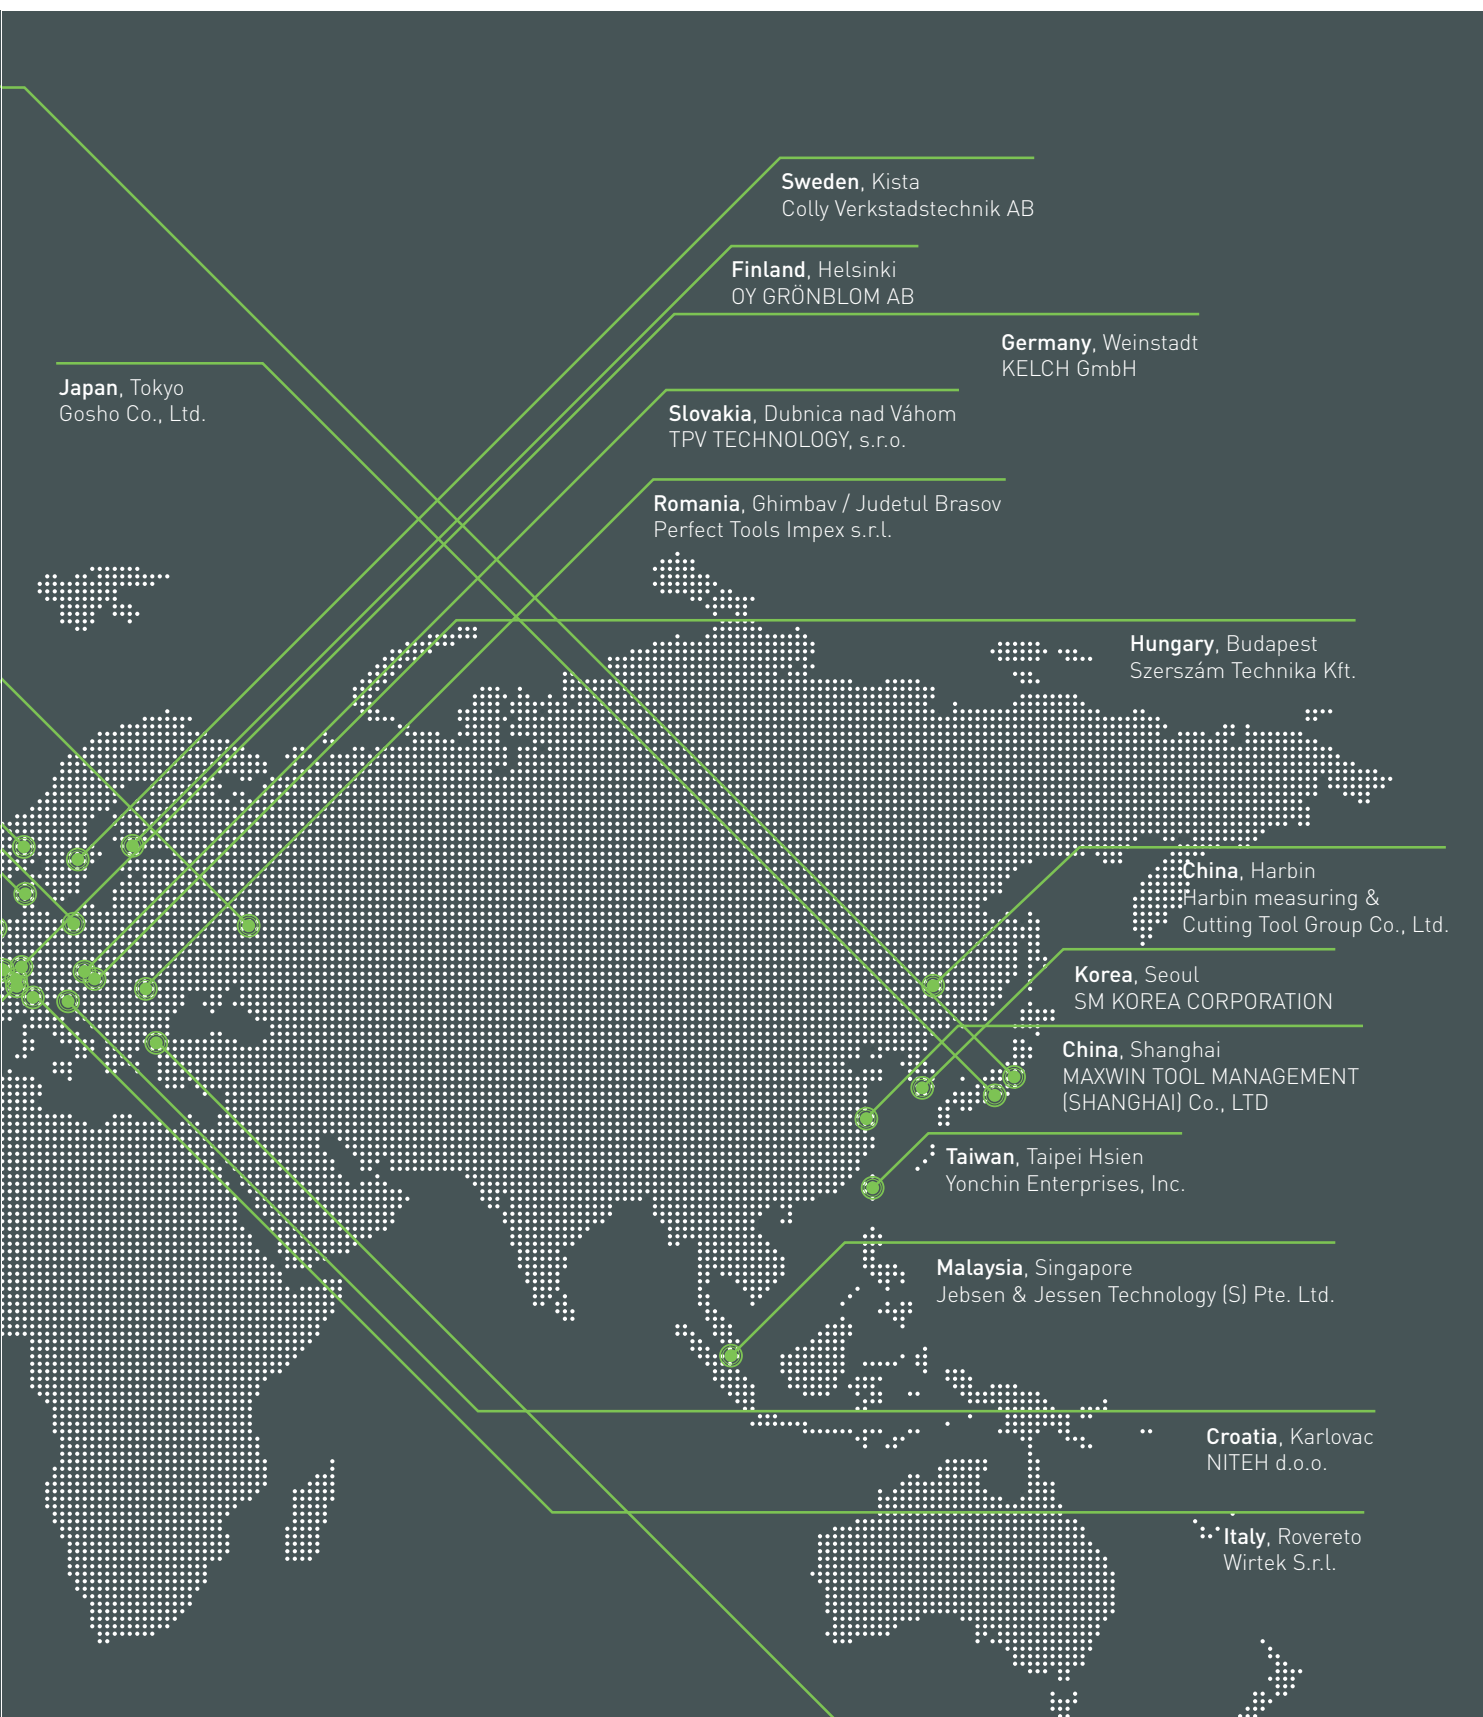 Sweden, Kista
Colly Verkstadstechnik AB
Finland, Helsinki
OY GRÖNBLOM AB
Germany, Weinstadt
KELCH GmbH
Japan, Tokyo
Gosho Co., Ltd.
Slovakia, Dubnica nad Váhom
TPV TECHNOLOGY, s.r.o.
Romania, Ghimbav / Judetul Brasov
Perfect Tools Impex s.r.l.
Hungary, Budapest
Szerszám Technika Kft.
China, Harbin
Harbin measuring &
Cutting Tool Group Co., Ltd.
Korea, Seoul
SM KOREA CORPORATION
China, Shanghai
MAXWIN TOOL MANAGEMENT
(SHANGHAI) Co., LTD
Taiwan, Taipei Hsien
Yonchin Enterprises, Inc.
Malaysia, Singapore
Jebsen & Jessen Technology (S) Pte. Ltd.
Croatia, Karlovac
NITEH d.o.o.
Italy, Rovereto
Wirtek S.r.l.